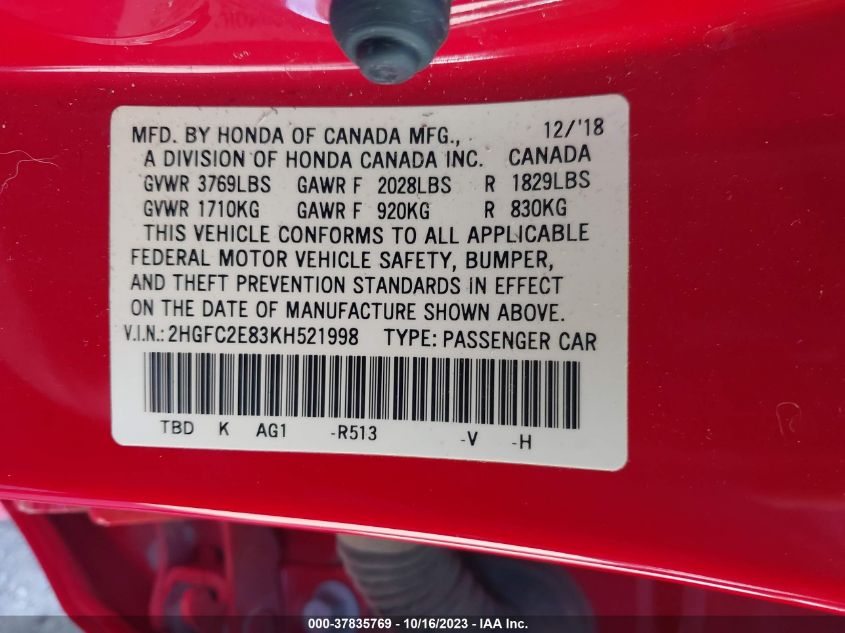 MFD. BY HONDA OF CANADA MFG., 12/'18
A DIVISION OF HONDA CANADA INC. CANADA
GVWR 3769LBS GAWR F 2028LBS R 1829LBS
GVWR 1710KG GAWR F 920KG R 830KG
THIS VEHICLE CONFORMS TO ALL APPLICABLE
FEDERAL MOTOR VEHICLE SAFETY, BUMPER,
AND THEFT PREVENTION STANDARDS IN EFFECT
ON THE DATE OF MANUFACTURE SHOWN ABOVE.
V.I.N.: 2HGFC2E83KH521998 TYPE: PASSENGER CAR
TBD K AG1 -R513 -V -H
000-37835769 - 10/16/2023 - IAA Inc.